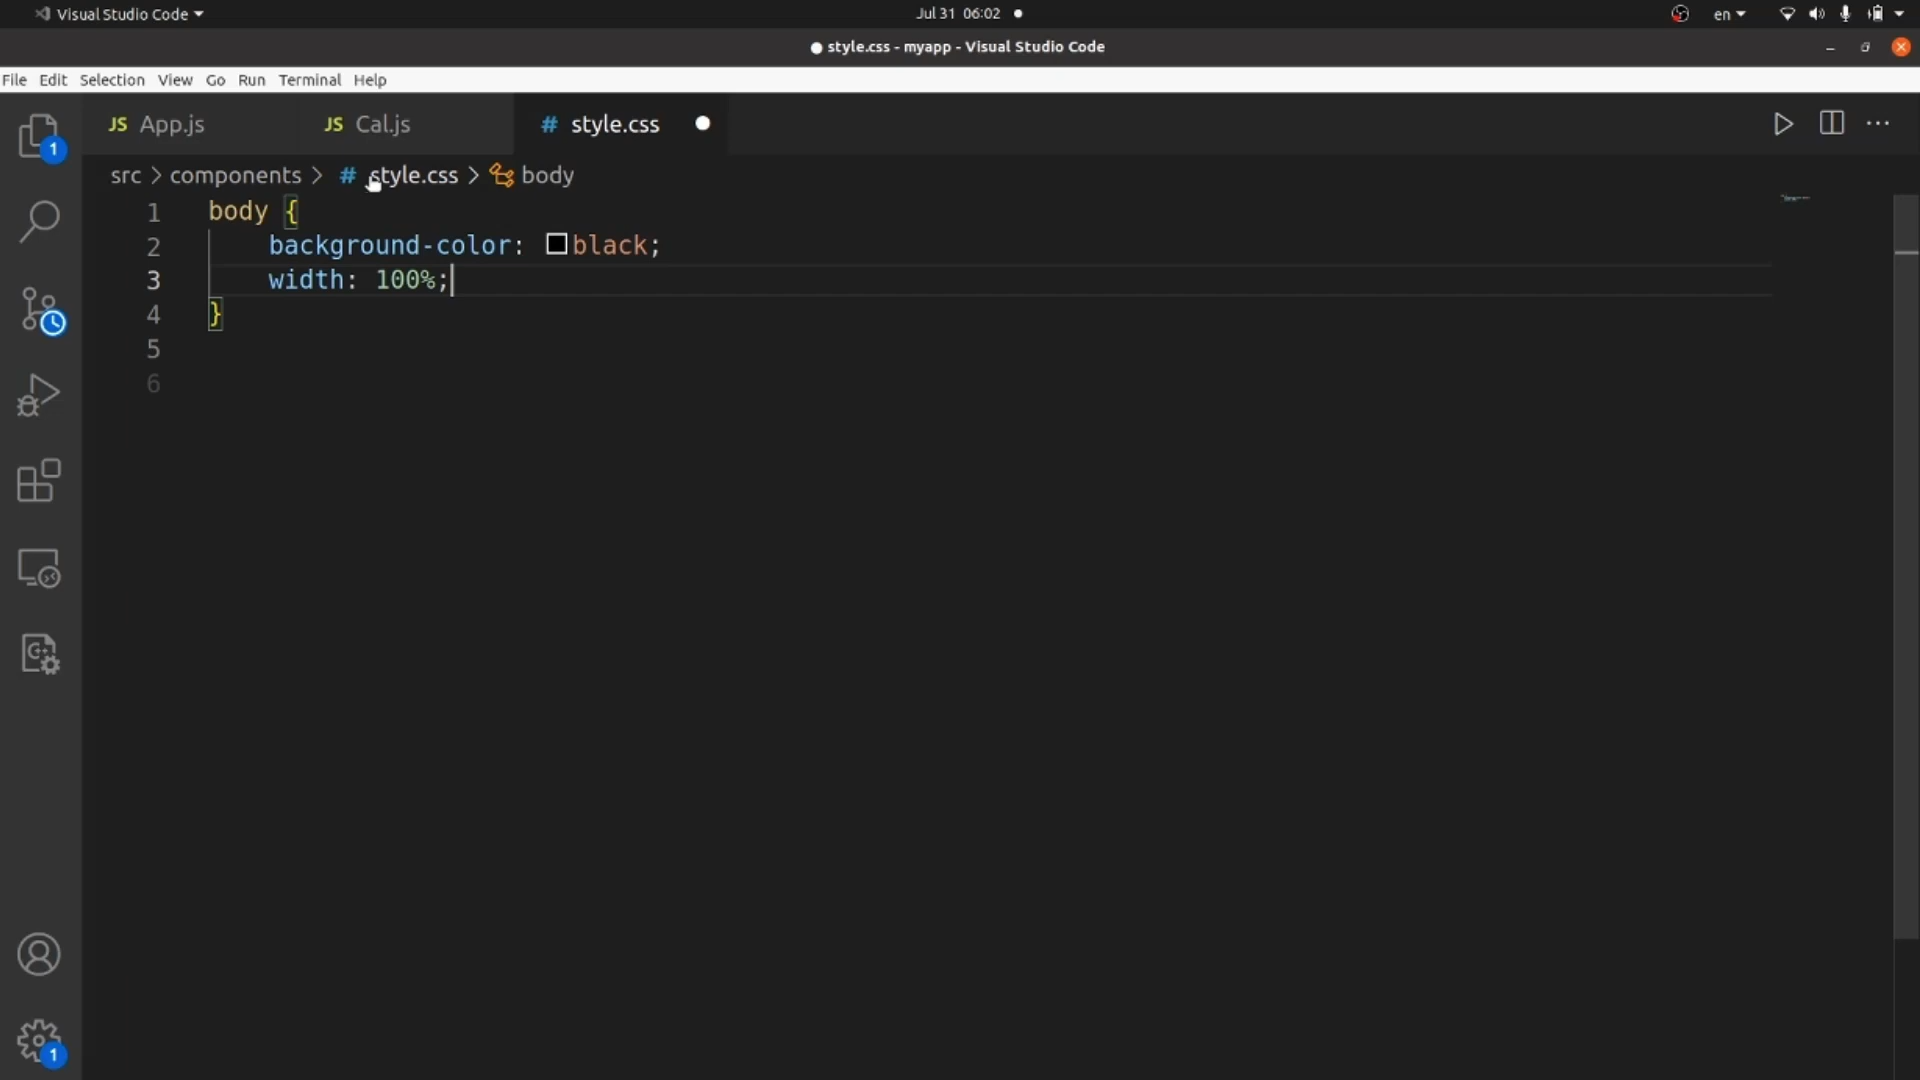 Visual Studio Code
Jul 31 06:02
en
style.css - myapp - Visual Studio Code
File Edit Selection View Go Run Terminal Help
JS App.js
JS Cal.js
# style.css
src > components > # style.css > body
1 body {
2 background-color: black;
3 width: 100%;
4 }
5
6
1
1